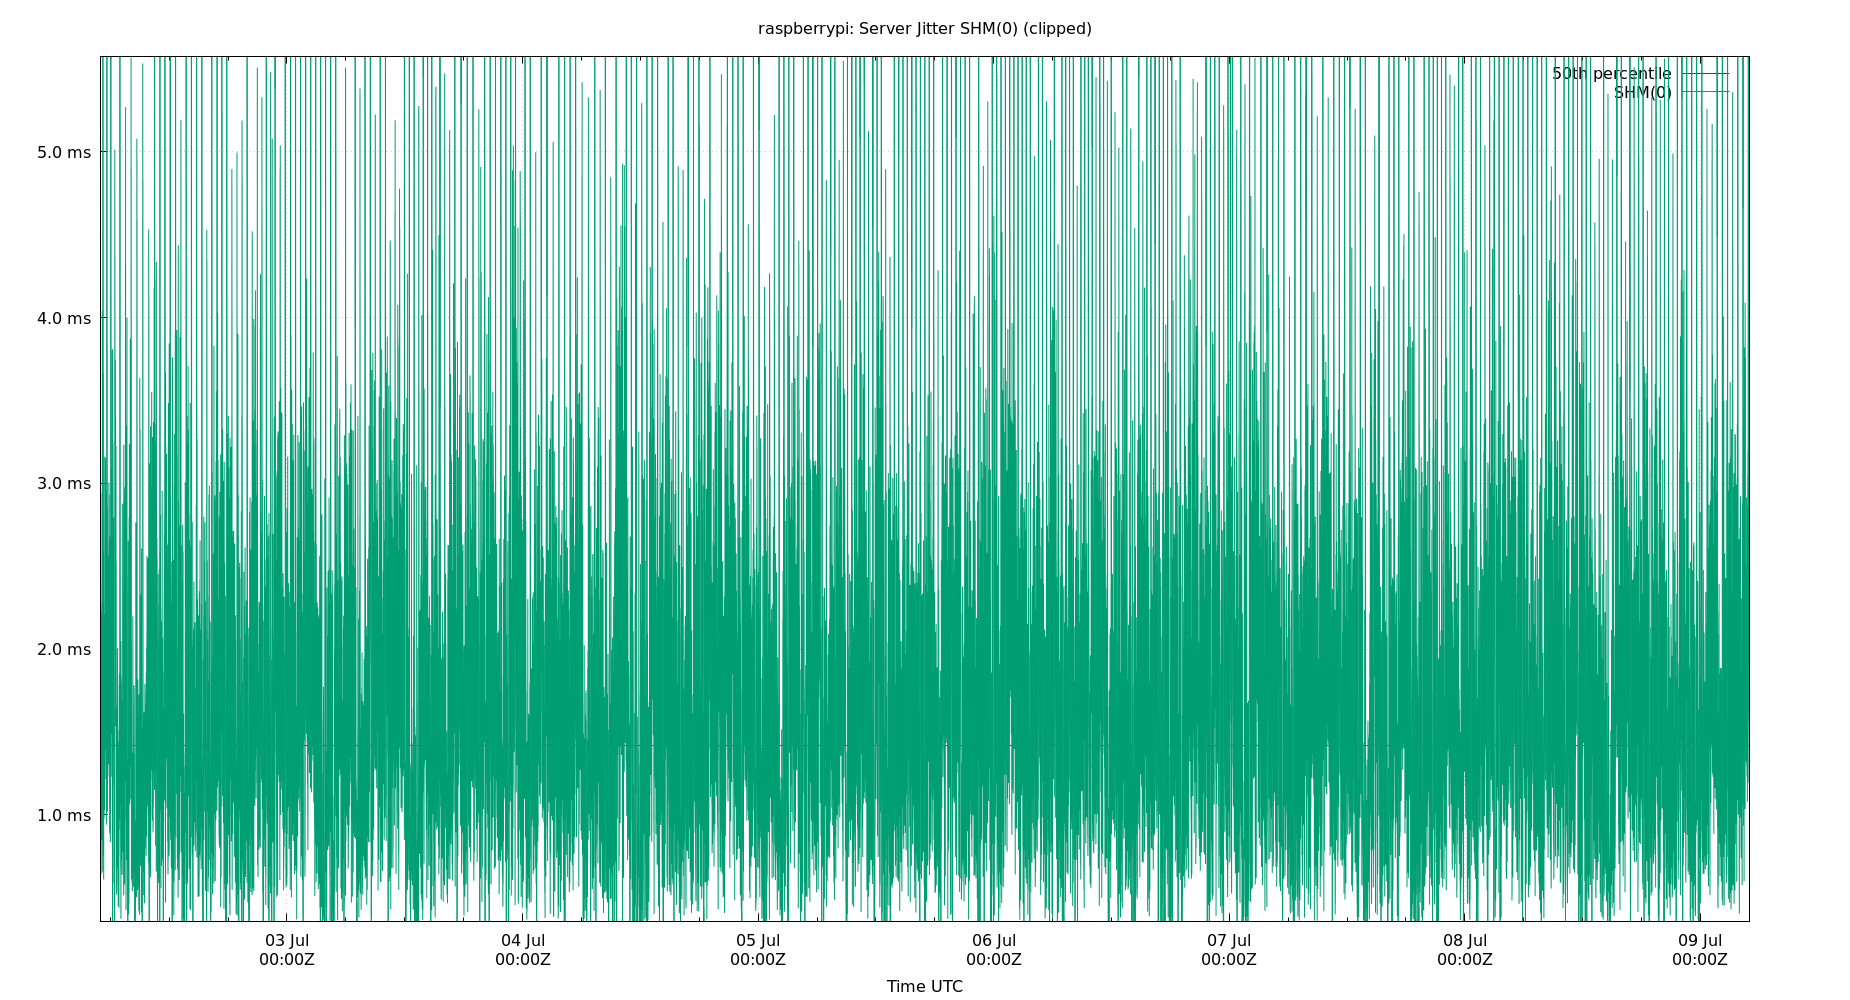 raspberrypi: Server Jitter SHM(0) (clipped)
50th percentile
SHM(0)
5.0 ms
4.0 ms
3.0 ms
2.0 ms
1.0 ms
03 Jul 04 Jul 05 Jul 06 Jul 07 Jul 08 Jul 09 Jul
00:00Z 00:00Z 00:00Z 00:00Z 00:00Z 00:00Z 00:00Z
Time UTC